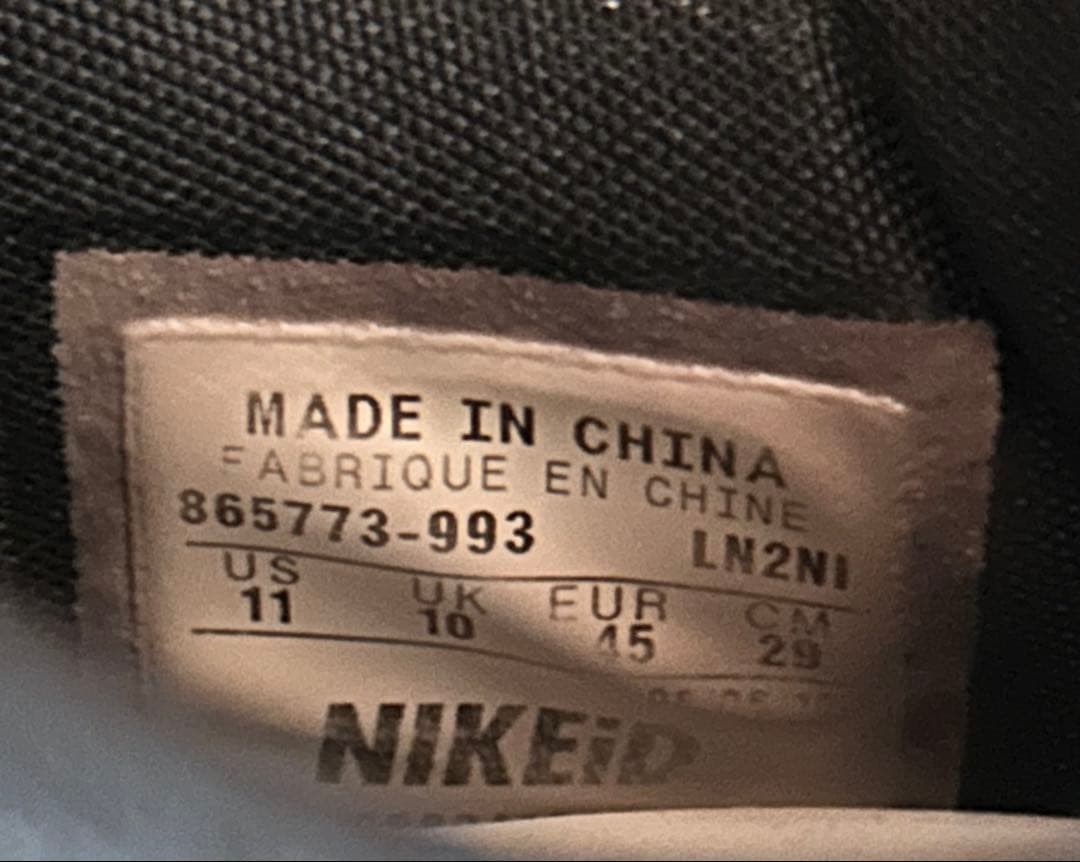 MADE IN CHINA
FABRIQUE EN CHINE
865773-993 LN2NI
US UK EUR CM
11 10 45 29
NIKEiD